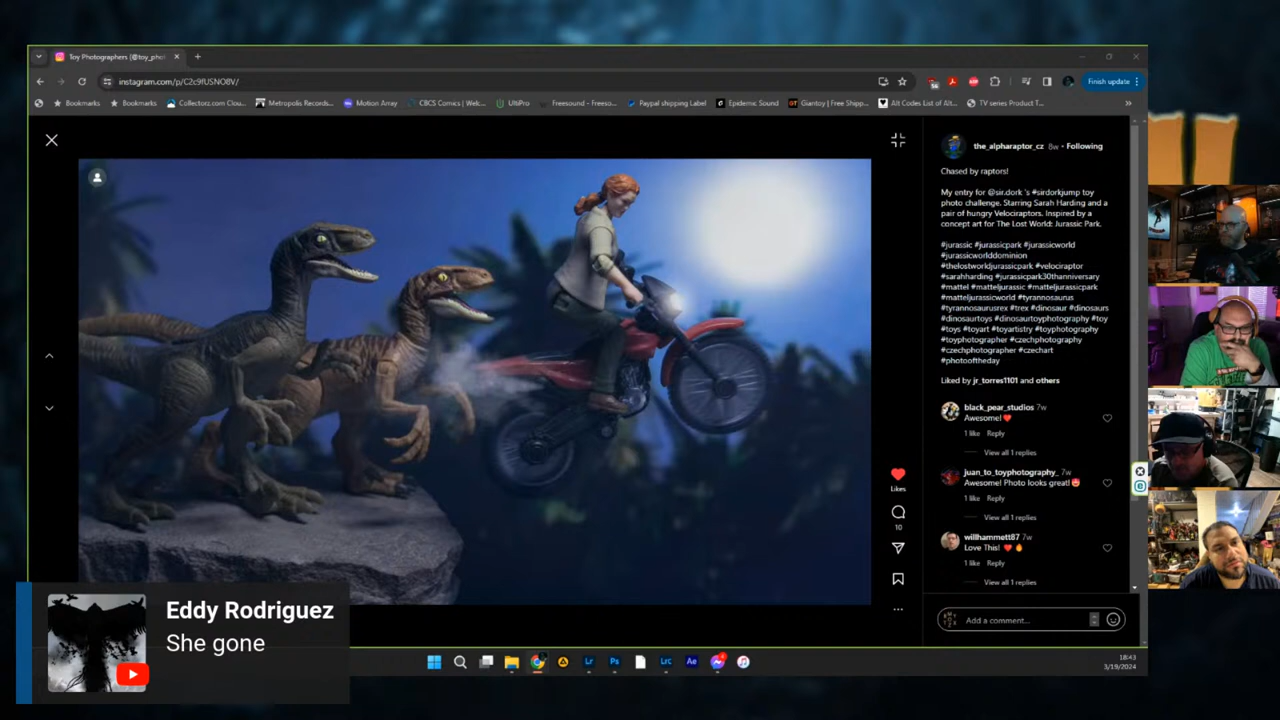 Toy Photographers (@toy_phot
instagram.com/p/C2c9fUSNO8V/
Finish update
Bookmarks
Bookmarks
Collectorz.com Clou...
Metropolis Records...
Motion Array
CBCS Comics | Welc...
UltiPro
Freesound - Freeso...
Paypal shipping Label
Epidemic Sound
Giantoy | Free Shipp...
Alt Codes List of Alt...
TV series Product T...
the_alpharaptor_cz 8w • Following
Chased by raptors!
My entry for @sir.dork 's #sirdorkjump toy
photo challenge. Starring Sarah Harding and a
pair of hungry Velociraptors. Inspired by a
concept art for The Lost World: Jurassic Park.
#jurassic #jurassicpark #jurassicworld
#jurassicworlddominion
#thelostworldjurassicpark #velociraptor
#sarahharding #jurassicpark30thanniversary
#mattel #matteljurassic #matteljurassicpark
#matteljurassicworld #tyrannosaurus
#tyrannosaurusrex #trex #dinosaur #dinosaurs
#dinosaurtoys #dinosaurtoyphotography #toy
#toys #toyart #toyartistry #toyphotography
#toyphotographer #czechphotography
#czechphotographer #czechart
#photooftheday
Liked by jr_torres1101 and others
black_pear_studios 7w
Awesome!
1 like Reply
View all 1 replies
juan_to_toyphotography_ 7w
Awesome! Photo looks great!
1 like Reply
View all 1 replies
willhammett87 7w
Love This!
1 like Reply
View all 1 replies
Likes
10
Add a comment...
Eddy Rodriguez
She gone
Lr
Ps
Lrc
Ae
18:43
3/19/2024